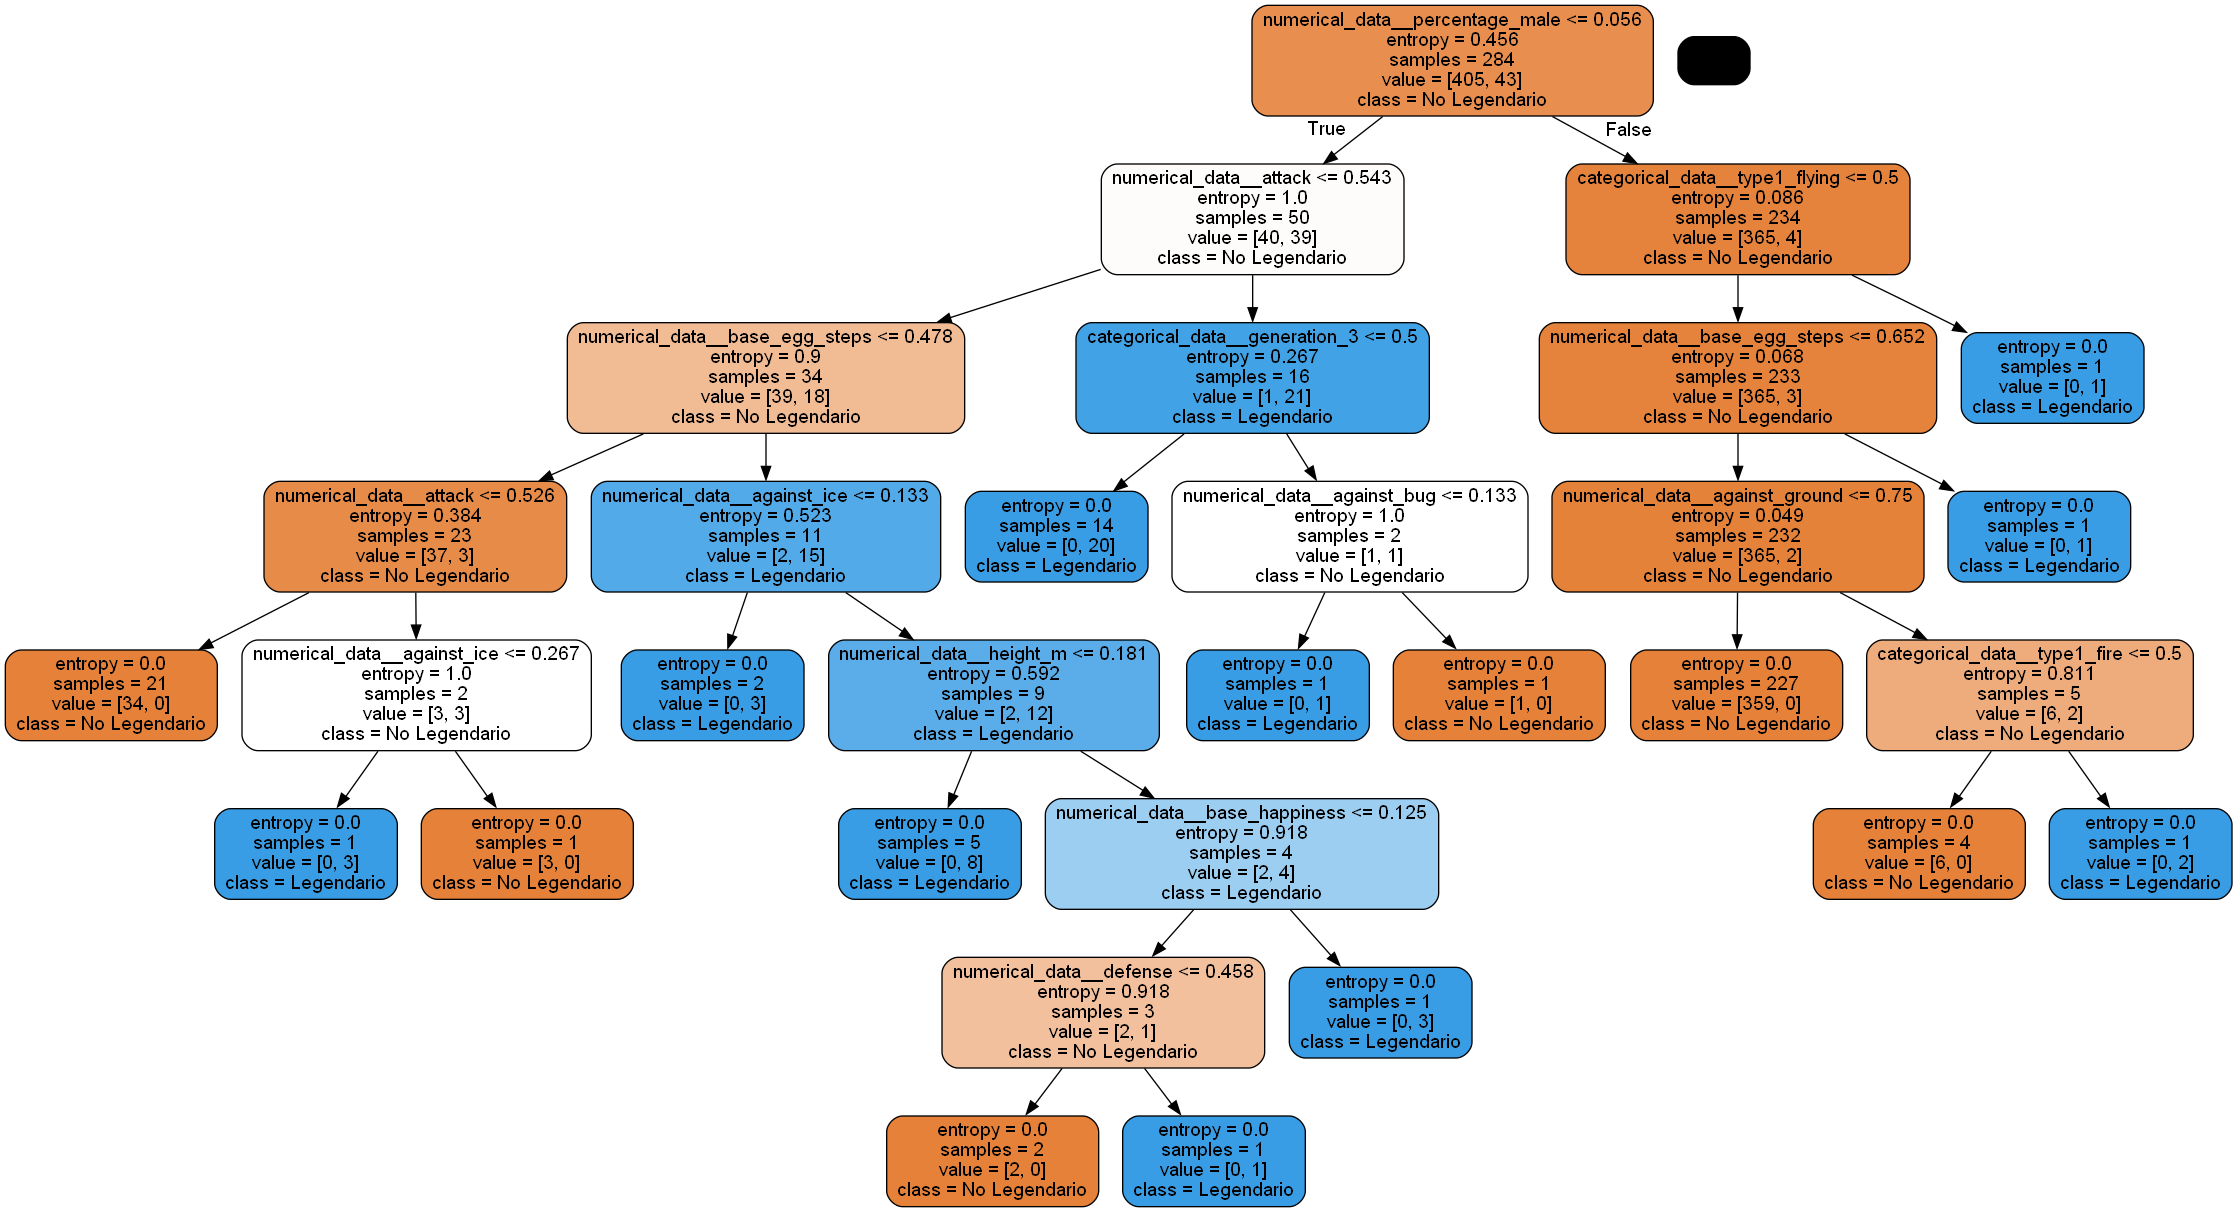 numerical_data__percentage_male <= 0.056
entropy = 0.456
samples = 284
value = [405, 43]
class = No Legendario
True
False
numerical_data__attack <= 0.543
entropy = 1.0
samples = 50
value = [40, 39]
class = No Legendario
categorical_data__type1_flying <= 0.5
entropy = 0.086
samples = 234
value = [365, 4]
class = No Legendario
numerical_data__base_egg_steps <= 0.478
entropy = 0.9
samples = 34
value = [39, 18]
class = No Legendario
categorical_data__generation_3 <= 0.5
entropy = 0.267
samples = 16
value = [1, 21]
class = Legendario
numerical_data__base_egg_steps <= 0.652
entropy = 0.068
samples = 233
value = [365, 3]
class = No Legendario
entropy = 0.0
samples = 1
value = [0, 1]
class = Legendario
numerical_data__attack <= 0.526
entropy = 0.384
samples = 23
value = [37, 3]
class = No Legendario
numerical_data__against_ice <= 0.133
entropy = 0.523
samples = 11
value = [2, 15]
class = Legendario
entropy = 0.0
samples = 14
value = [0, 20]
class = Legendario
numerical_data__against_bug <= 0.133
entropy = 1.0
samples = 2
value = [1, 1]
class = No Legendario
numerical_data__against_ground <= 0.75
entropy = 0.049
samples = 232
value = [365, 2]
class = No Legendario
entropy = 0.0
samples = 1
value = [0, 1]
class = Legendario
entropy = 0.0
samples = 21
value = [34, 0]
class = No Legendario
numerical_data__against_ice <= 0.267
entropy = 1.0
samples = 2
value = [3, 3]
class = No Legendario
entropy = 0.0
samples = 2
value = [0, 3]
class = Legendario
numerical_data__height_m <= 0.181
entropy = 0.592
samples = 9
value = [2, 12]
class = Legendario
entropy = 0.0
samples = 1
value = [0, 1]
class = Legendario
entropy = 0.0
samples = 1
value = [1, 0]
class = No Legendario
entropy = 0.0
samples = 227
value = [359, 0]
class = No Legendario
categorical_data__type1_fire <= 0.5
entropy = 0.811
samples = 5
value = [6, 2]
class = No Legendario
entropy = 0.0
samples = 1
value = [0, 3]
class = Legendario
entropy = 0.0
samples = 1
value = [3, 0]
class = No Legendario
entropy = 0.0
samples = 5
value = [0, 8]
class = Legendario
numerical_data__base_happiness <= 0.125
entropy = 0.918
samples = 4
value = [2, 4]
class = Legendario
entropy = 0.0
samples = 4
value = [6, 0]
class = No Legendario
entropy = 0.0
samples = 1
value = [0, 2]
class = Legendario
numerical_data__defense <= 0.458
entropy = 0.918
samples = 3
value = [2, 1]
class = No Legendario
entropy = 0.0
samples = 1
value = [0, 3]
class = Legendario
entropy = 0.0
samples = 2
value = [2, 0]
class = No Legendario
entropy = 0.0
samples = 1
value = [0, 1]
class = Legendario